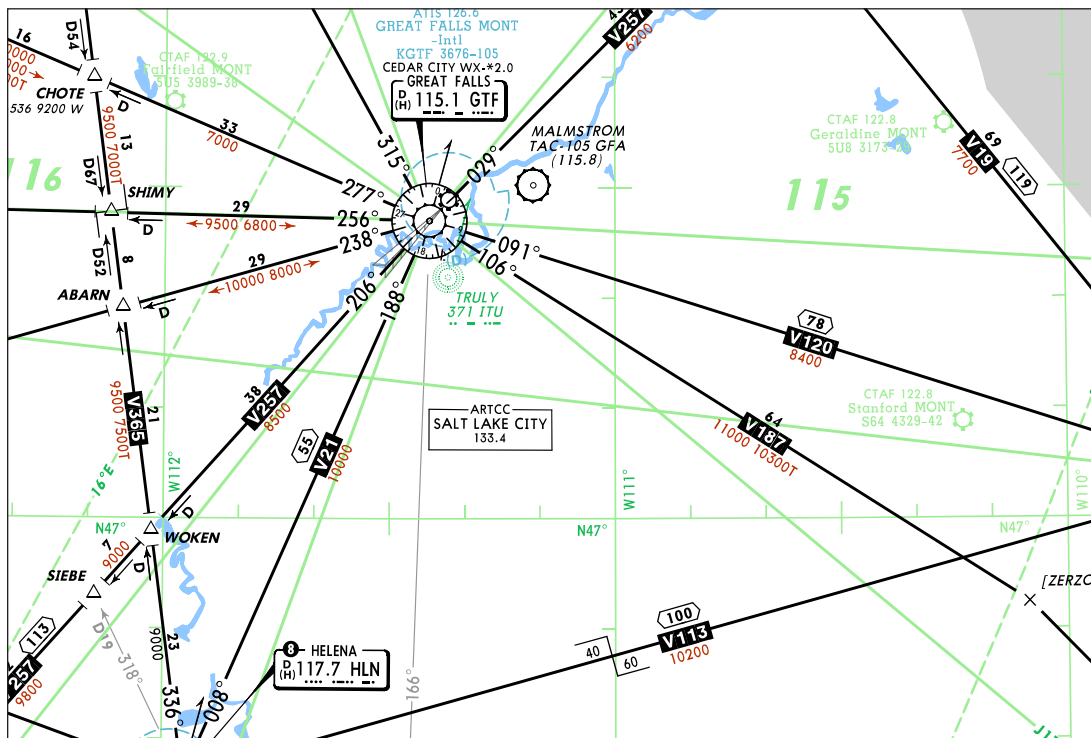 ATIS 126.6
GREAT FALLS MONT
-Intl
KGTF 3676-105
CEDAR CITY WX-*2.0
GREAT FALLS
D
(H) 115.1 GTF
D54
16
CTAF 122.9
Fairfield MONT
5U5 3989-38
CHOTE
536 9200 W
D
33
7000
13
9500 7000T
D67
116
SHIMY
D
29
9500 6800
D52
8
ABARN
D
29
10000 8000
315°
277°
256°
238°
206°
188°
029°
091°
106°
V257
6200
MALMSTROM
TAC-105 GFA
(115.8)
TRULY
371 ITU
(D)
CTAF 122.8
Geraldine MONT
5U8 3173-
115
69
V19
7700
119
78
V120
8400
64
V187
11000 10300T
CTAF 122.8
Stanford MONT
S64 4329-42
ARTCC
SALT LAKE CITY
133.4
38
V257
8500
55
V21
10000
21
V365
9500 7500T
16°E
W112°
W111°
W110°
N47°
N47°
N47°
D
WOKEN
7
9000
SIEBE
D
113
V257
9800
D19
318°
23
9000
336°
008°
8 HELENA
D
(H) 117.7 HLN
166°
40
60
100
V113
10200
[ZERZO